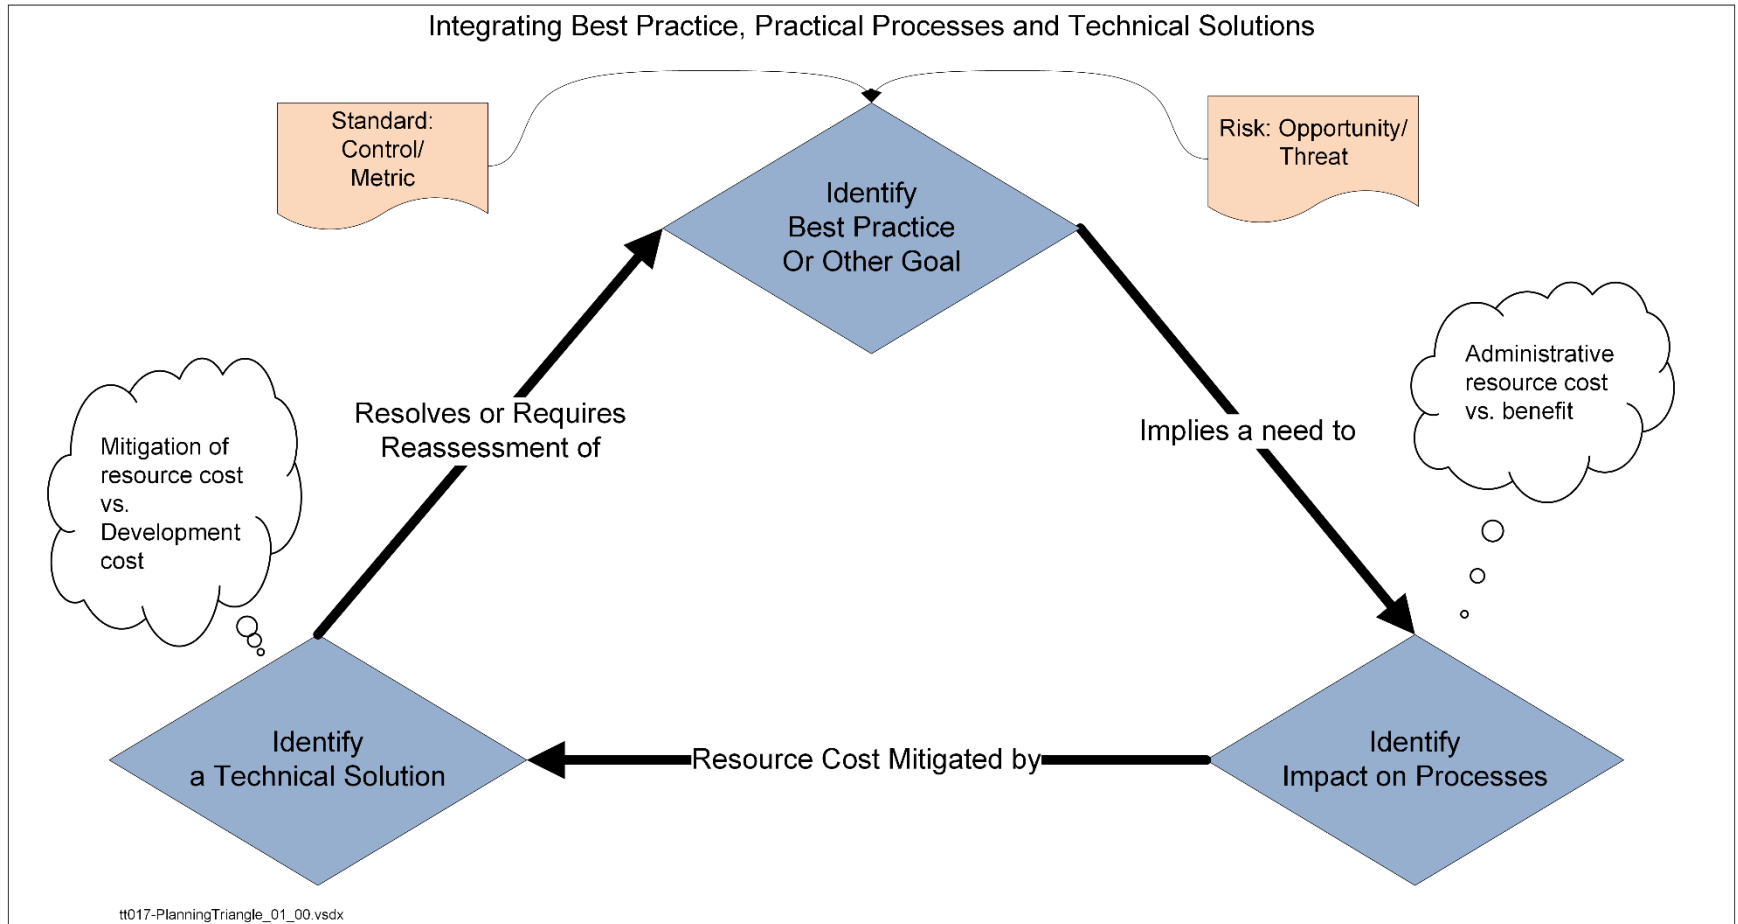 Integrating Best Practice, Practical Processes and Technical Solutions
Standard:
Control/
Metric
Risk: Opportunity/
Threat
Identify
Best Practice
Or Other Goal
Administrative
resource cost
vs. benefit
Resolves or Requires
Reassessment of
Implies a need to
Mitigation of
resource cost
vs.
Development
cost
Identify
a Technical Solution
Resource Cost Mitigated by
Identify
Impact on Processes
tt017-PlanningTriangle_01_00.vsdx